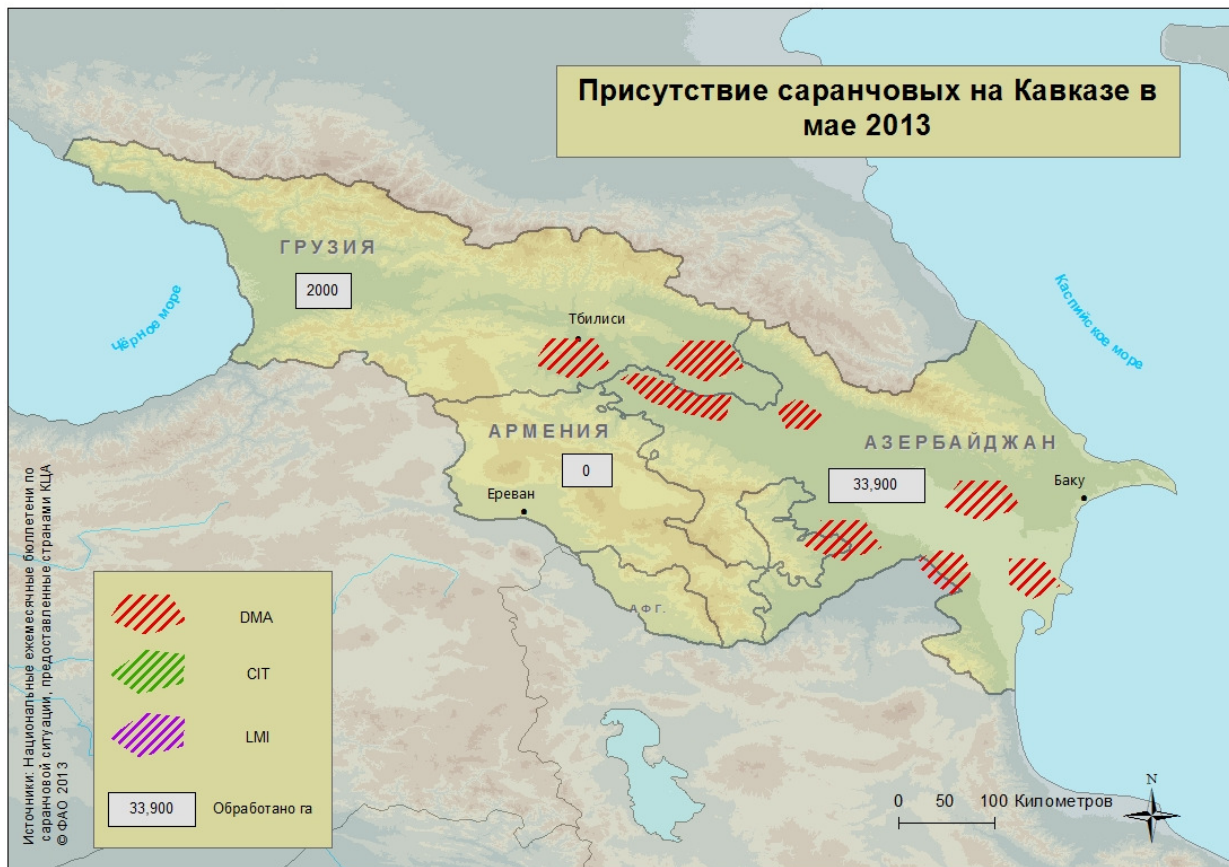 Присутствие саранчовых на Кавказе в
мае 2013
ГРУЗИЯ
2000
Чёрное море
Каспийское море
Тбилиси
АРМЕНИЯ
0
Ереван
АЗЕРБАЙДЖАН
33,900
Баку
АФГ.
Источники: Национальные ежемесячные бюллетени по
саранчовой ситуации, предоставленные странами КЦА
© ФАО 2013
DMA
CIT
LMI
33,900 Обработано га
0 50 100 Километров
N